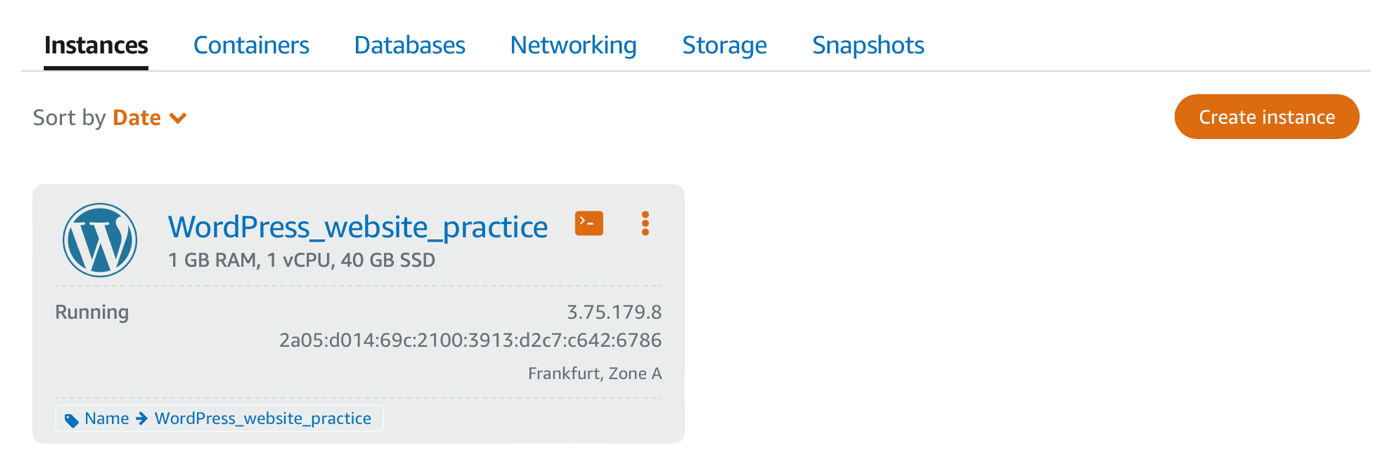 Instances Containers Databases Networking Storage Snapshots
Sort by Date
Create instance
WordPress_website_practice
1 GB RAM, 1 vCPU, 40 GB SSD
Running
3.75.179.8
2a05:d014:69c:2100:3913:d2c7:c642:6786
Frankfurt, Zone A
Name → WordPress_website_practice